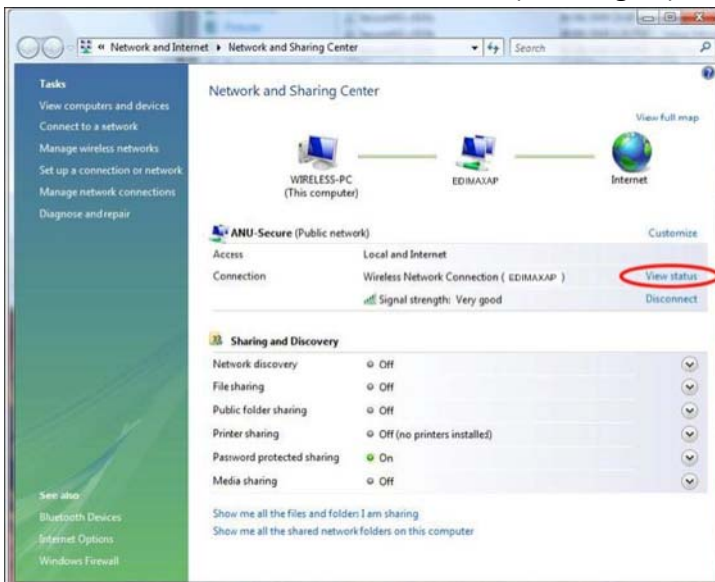 « Network and Internet ▸ Network and Sharing Center
Search
Tasks
View computers and devices
Connect to a network
Manage wireless networks
Set up a connection or network
Manage network connections
Diagnose and repair
See also
Bluetooth Devices
Internet Options
Windows Firewall
Network and Sharing Center
View full map
WIRELESS-PC
(This computer)
EDIMAXAP
Internet
ANU-Secure (Public network)
Customize
Access Local and Internet
Connection Wireless Network Connection ( EDIMAXAP ) View status
Signal strength: Very good Disconnect
Sharing and Discovery
Network discovery Off
File sharing Off
Public folder sharing Off
Printer sharing Off (no printers installed)
Password protected sharing On
Media sharing Off
Show me all the files and folders I am sharing
Show me all the shared network folders on this computer